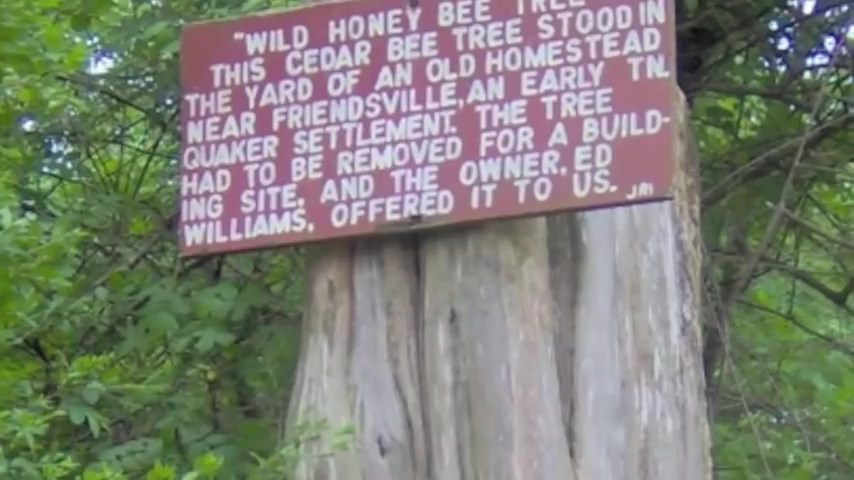 "WILD HONEY BEE TREE
THIS CEDAR BEE TREE STOOD IN
THE YARD OF AN OLD HOMESTEAD
NEAR FRIENDSVILLE, AN EARLY TN.
QUAKER SETTLEMENT. THE TREE
HAD TO BE REMOVED FOR A BUILD-
ING SITE, AND THE OWNER, ED
WILLIAMS, OFFERED IT TO US.